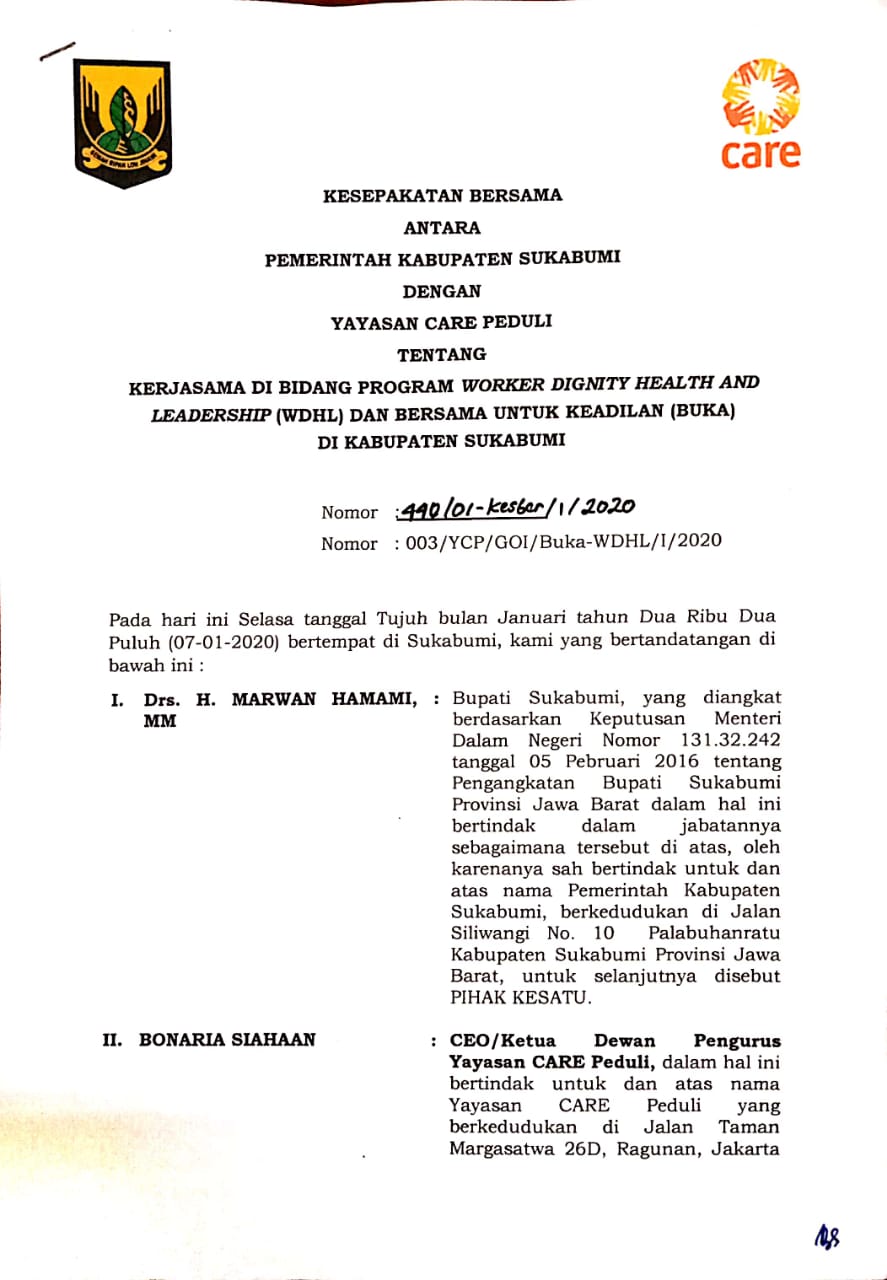 care
KESEPAKATAN BERSAMA
ANTARA
PEMERINTAH KABUPATEN SUKABUMI
DENGAN
YAYASAN CARE PEDULI
TENTANG
KERJASAMA DI BIDANG PROGRAM WORKER DIGNITY HEALTH AND
LEADERSHIP (WDHL) DAN BERSAMA UNTUK KEADILAN (BUKA)
DI KABUPATEN SUKABUMI
Nomor : 440/01-Kesbar/1/2020
Nomor : 003/YCP/GOI/Buka-WDHL/I/2020
Pada hari ini Selasa tanggal Tujuh bulan Januari tahun Dua Ribu Dua
Puluh (07-01-2020) bertempat di Sukabumi, kami yang bertandatangan di
bawah ini :
I. Drs. H. MARWAN HAMAMI, : Bupati Sukabumi, yang diangkat
MM berdasarkan Keputusan Menteri
Dalam Negeri Nomor 131.32.242
tanggal 05 Pebruari 2016 tentang
Pengangkatan Bupati Sukabumi
Provinsi Jawa Barat dalam hal ini
bertindak dalam jabatannya
sebagaimana tersebut di atas, oleh
karenanya sah bertindak untuk dan
atas nama Pemerintah Kabupaten
Sukabumi, berkedudukan di Jalan
Siliwangi No. 10 Palabuhanratu
Kabupaten Sukabumi Provinsi Jawa
Barat, untuk selanjutnya disebut
PIHAK KESATU.
II. BONARIA SIAHAAN : CEO/Ketua Dewan Pengurus
Yayasan CARE Peduli, dalam hal ini
bertindak untuk dan atas nama
Yayasan CARE Peduli yang
berkedudukan di Jalan Taman
Margasatwa 26D, Ragunan, Jakarta